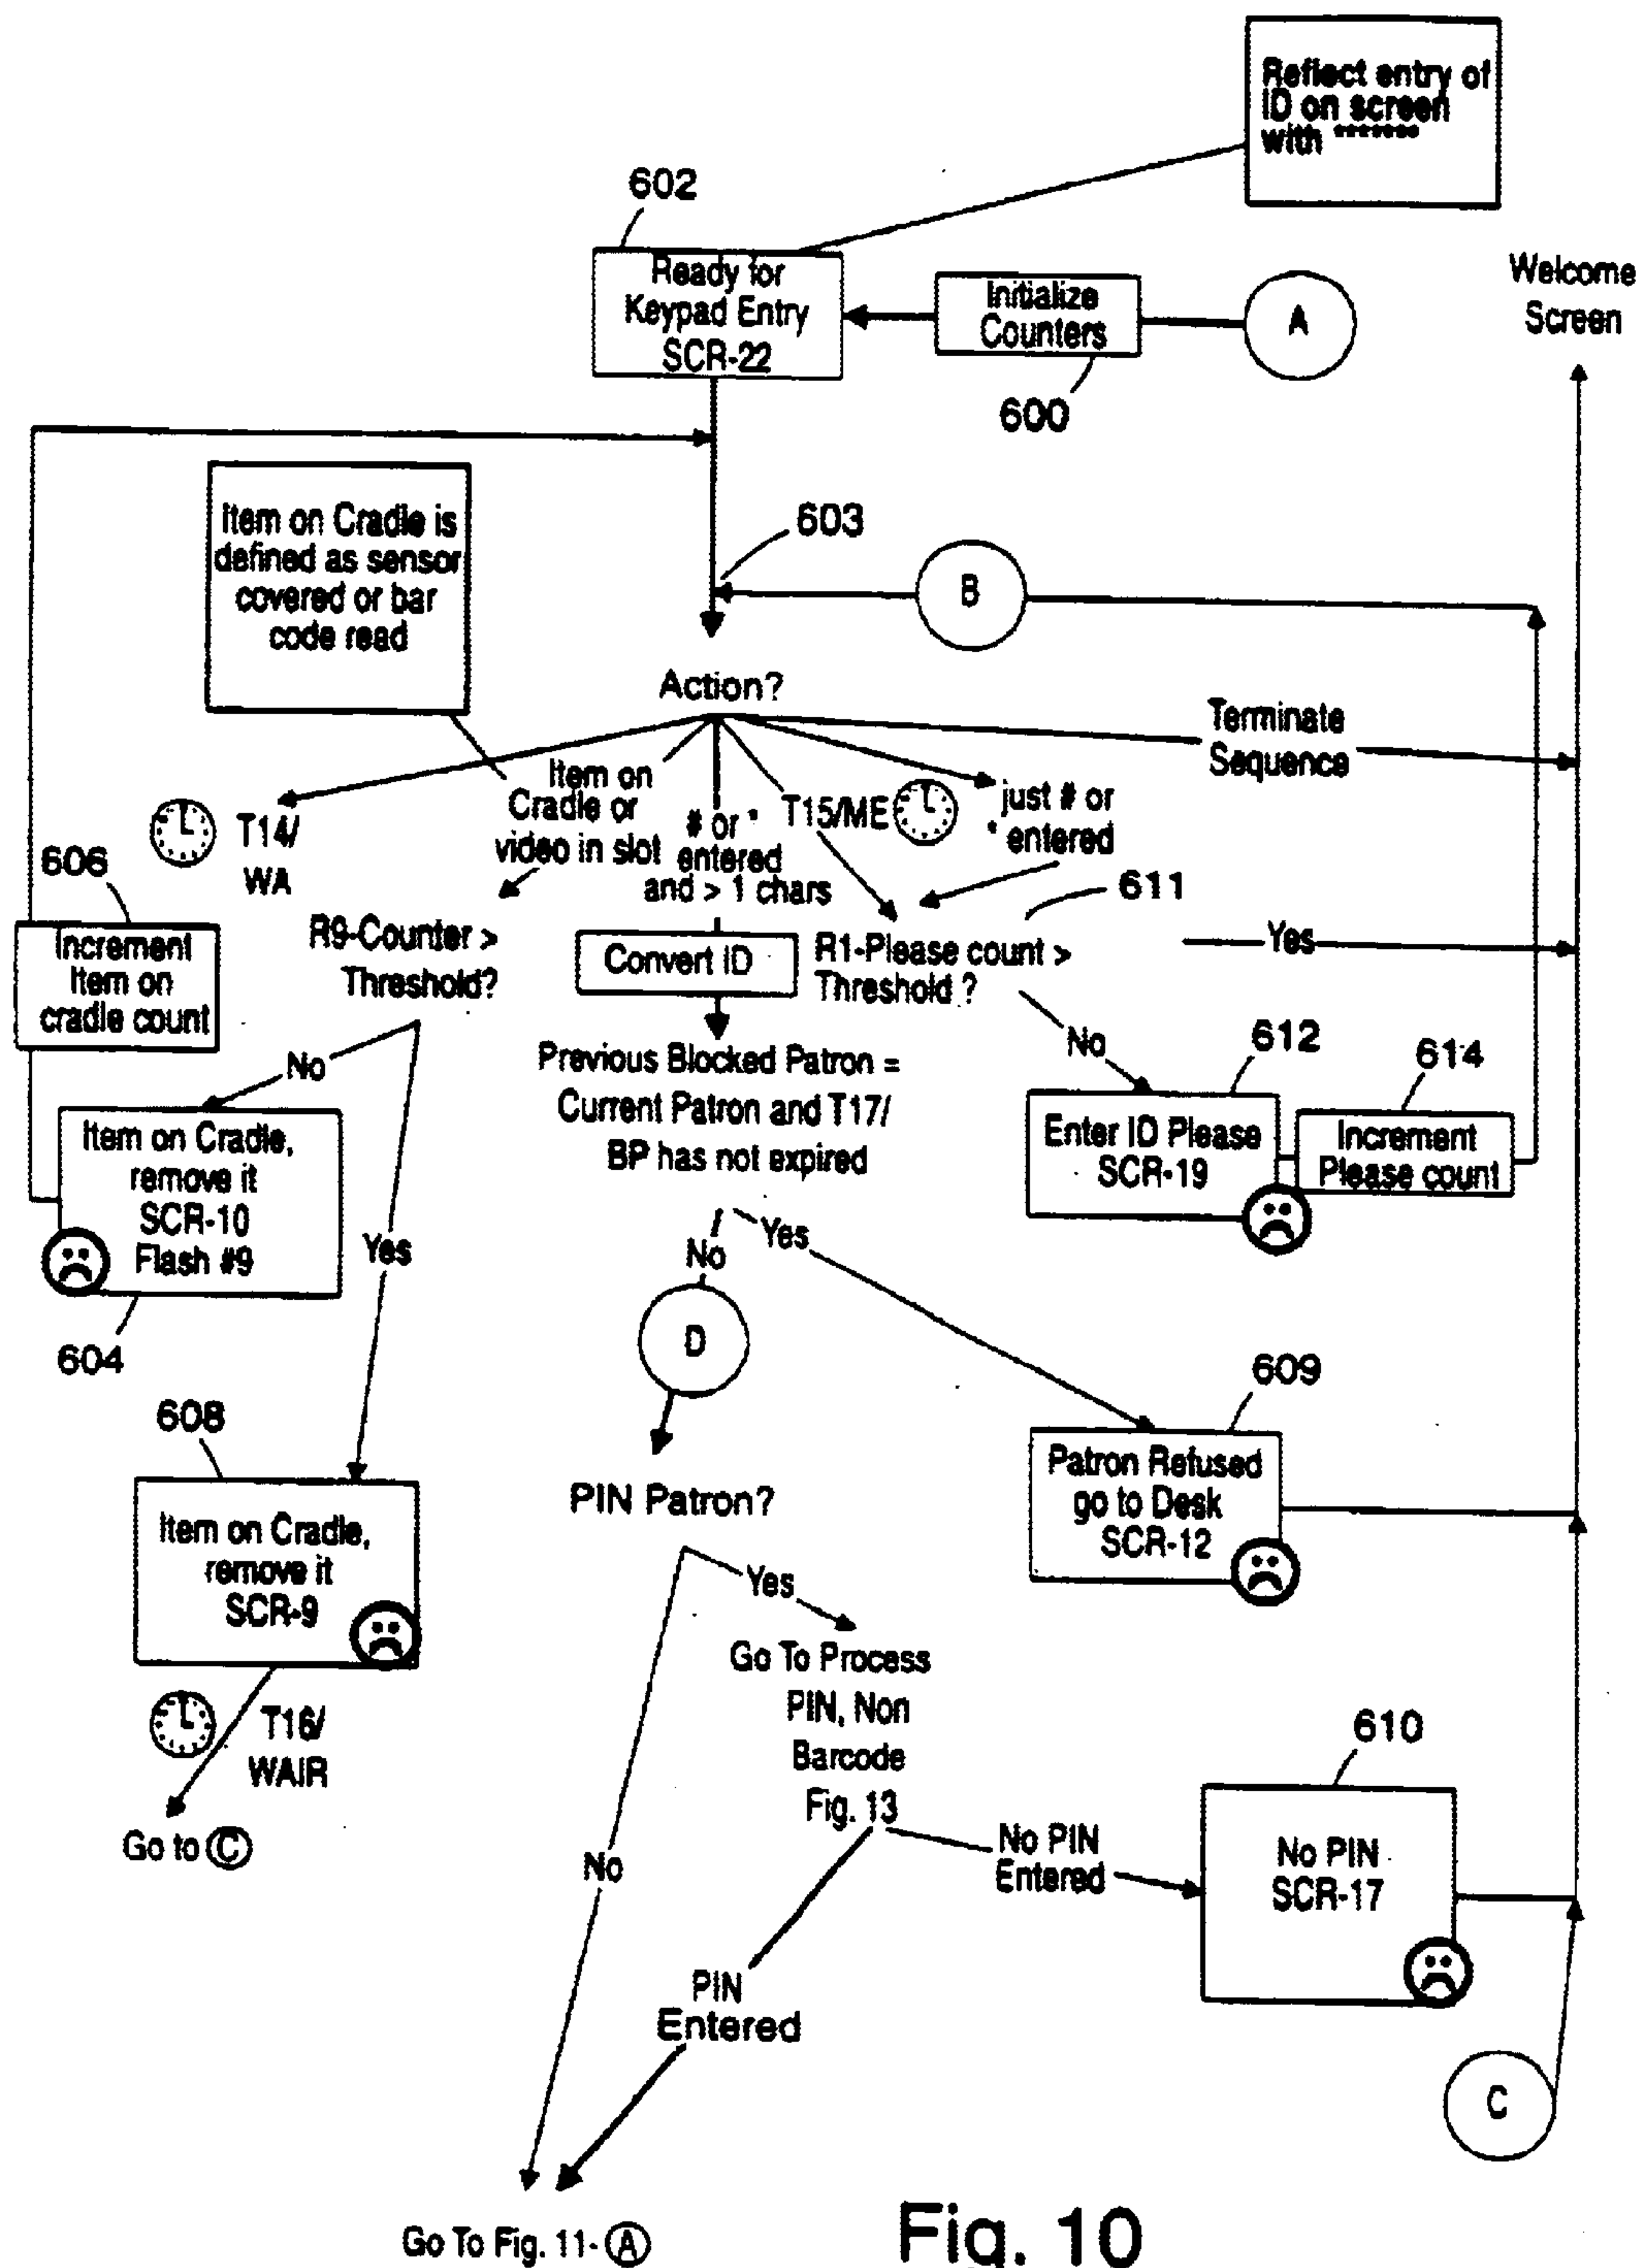 Reflect entry of
ID on screen
with *******
602
Ready for
Keypad Entry
SCR-22
Initialize
Counters
600
A
Welcome
Screen
Item on Cradle is
defined as sensor
covered or bar
code read
603
B
Action?
Terminate
Sequence
T14/
WA
Item on
Cradle or
video in slot
# or *
entered
and > 1 chars
T15/ME
just # or
* entered
606
Increment
Item on
cradle count
R9-Counter >
Threshold?
Convert ID
611
R1-Please count >
Threshold ?
Yes
No
Item on Cradle,
remove it
SCR-10
Flash #9
604
Yes
Previous Blocked Patron =
Current Patron and T17/
BP has not expired
No
612
Enter ID Please
SCR-19
614
Increment
Please count
No
Yes
D
609
Patron Refused
go to Desk
SCR-12
608
Item on Cradle,
remove it
SCR-9
T16/
WAIR
Go to C
PIN Patron?
Yes
Go To Process
PIN, Non
Barcode
Fig. 13
No
No PIN
Entered
610
No PIN
SCR-17
PIN
Entered
C
Go To Fig. 11- A
Fig. 10